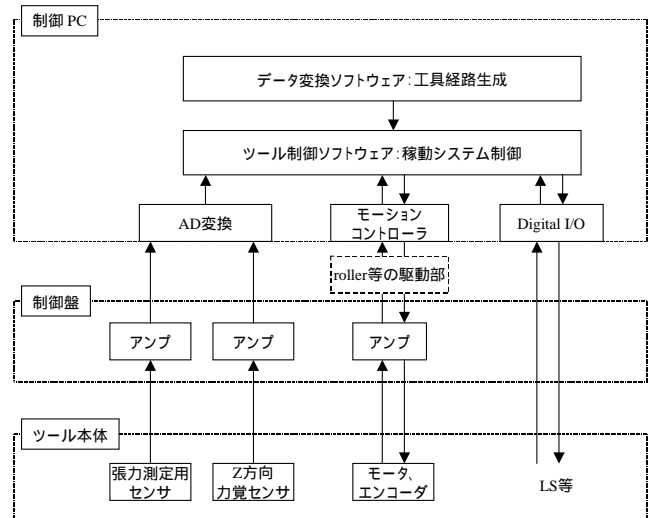 制御 PC
データ変換ソフトウェア：工具経路生成
ツール制御ソフトウェア：稼動システム制御
AD変換
モーション
コントローラ
Digital I/O
roller等の駆動部
制御盤
アンプ
アンプ
アンプ
ツール本体
張力測定用
センサ
Z方向
力覚センサ
モータ、
エンコーダ
LS等